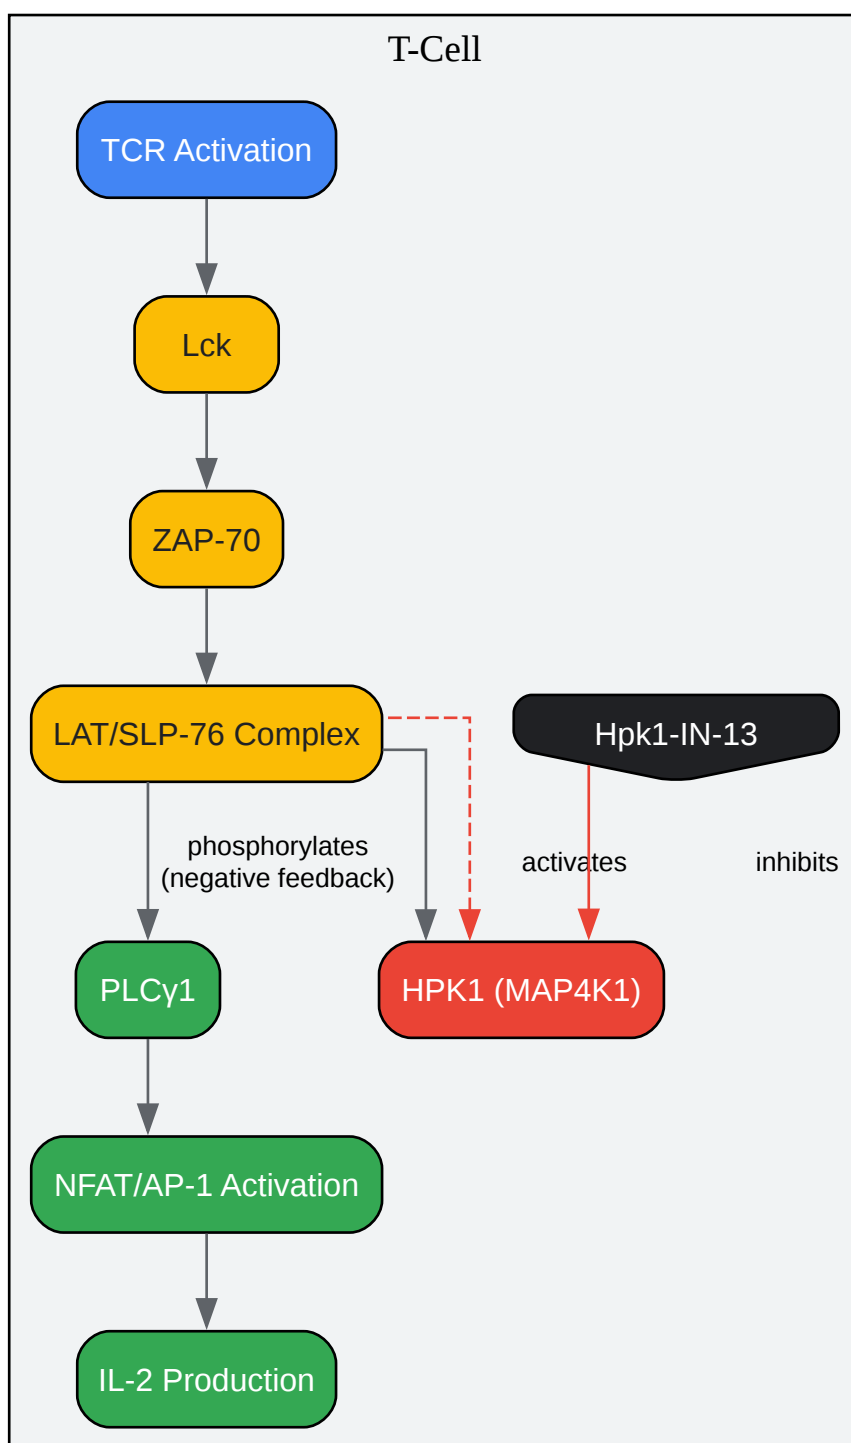 T-Cell
TCR Activation
Lck
ZAP-70
LAT/SLP-76 Complex
Hpk1-IN-13
phosphorylates
(negative feedback)
activates
inhibits
PLCγ1
HPK1 (MAP4K1)
NFAT/AP-1 Activation
IL-2 Production